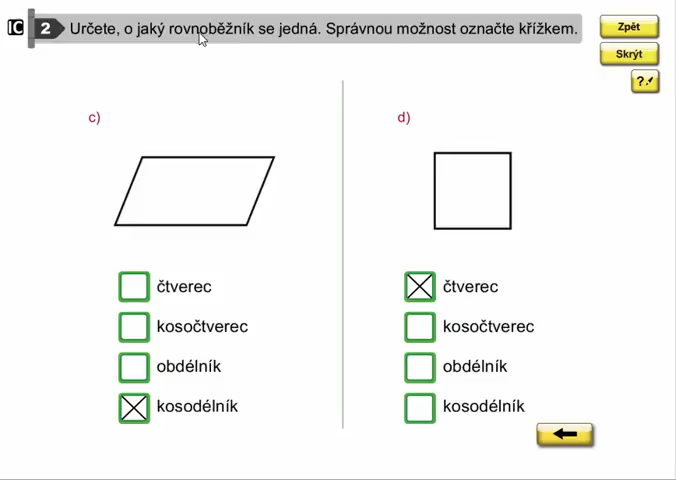 IC 2 Určete, o jaký rovnoběžník se jedná. Správnou možnost označte křížkem.
Zpět
Skrýt
?
c)
čtverec
kosočtverec
obdélník
kosodélník
d)
čtverec
kosočtverec
obdélník
kosodélník